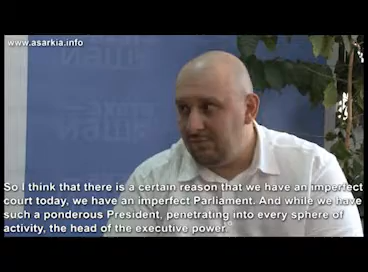 www.asarkia.info
So I think that there is a certain reason that we have an imperfect
court today, we have an imperfect Parliament. And while we have
such a ponderous President, penetrating into every sphere of
activity, the head of the executive power.